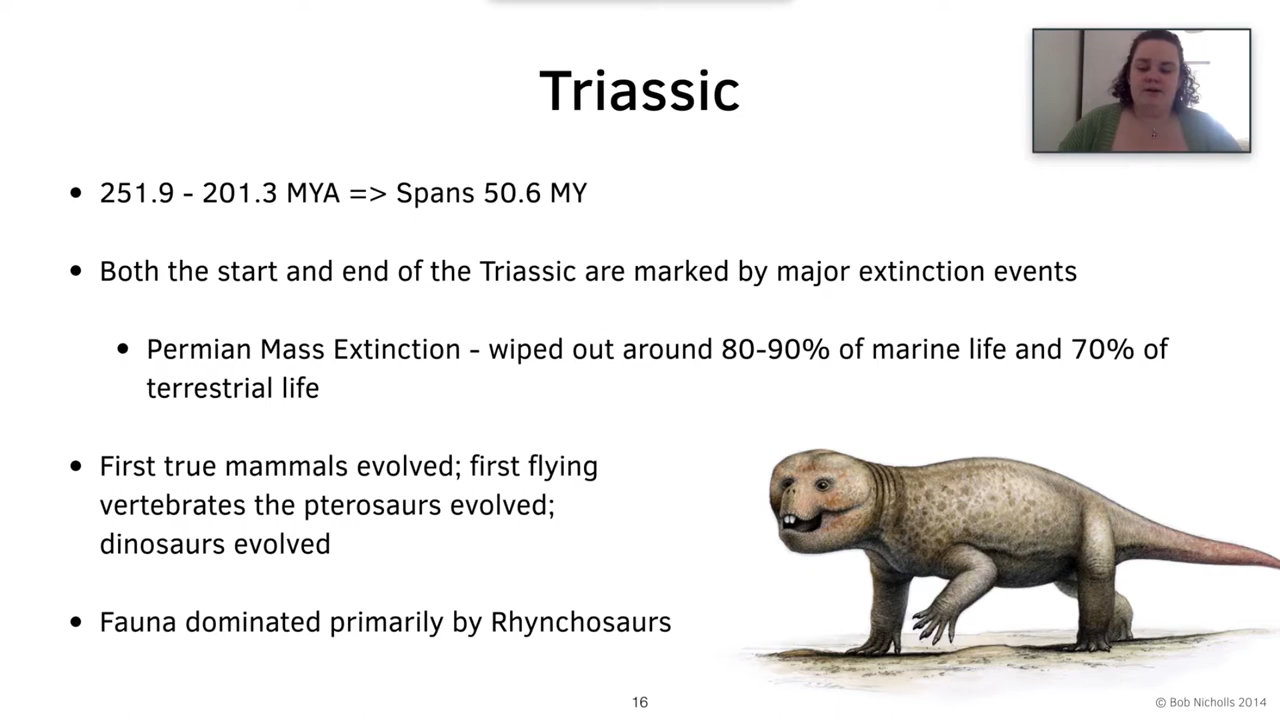 Triassic
• 251.9 - 201.3 MYA => Spans 50.6 MY
• Both the start and end of the Triassic are marked by major extinction events
• Permian Mass Extinction - wiped out around 80-90% of marine life and 70% of
terrestrial life
• First true mammals evolved; first flying
vertebrates the pterosaurs evolved;
dinosaurs evolved
• Fauna dominated primarily by Rhynchosaurs
16
© Bob Nicholls 2014